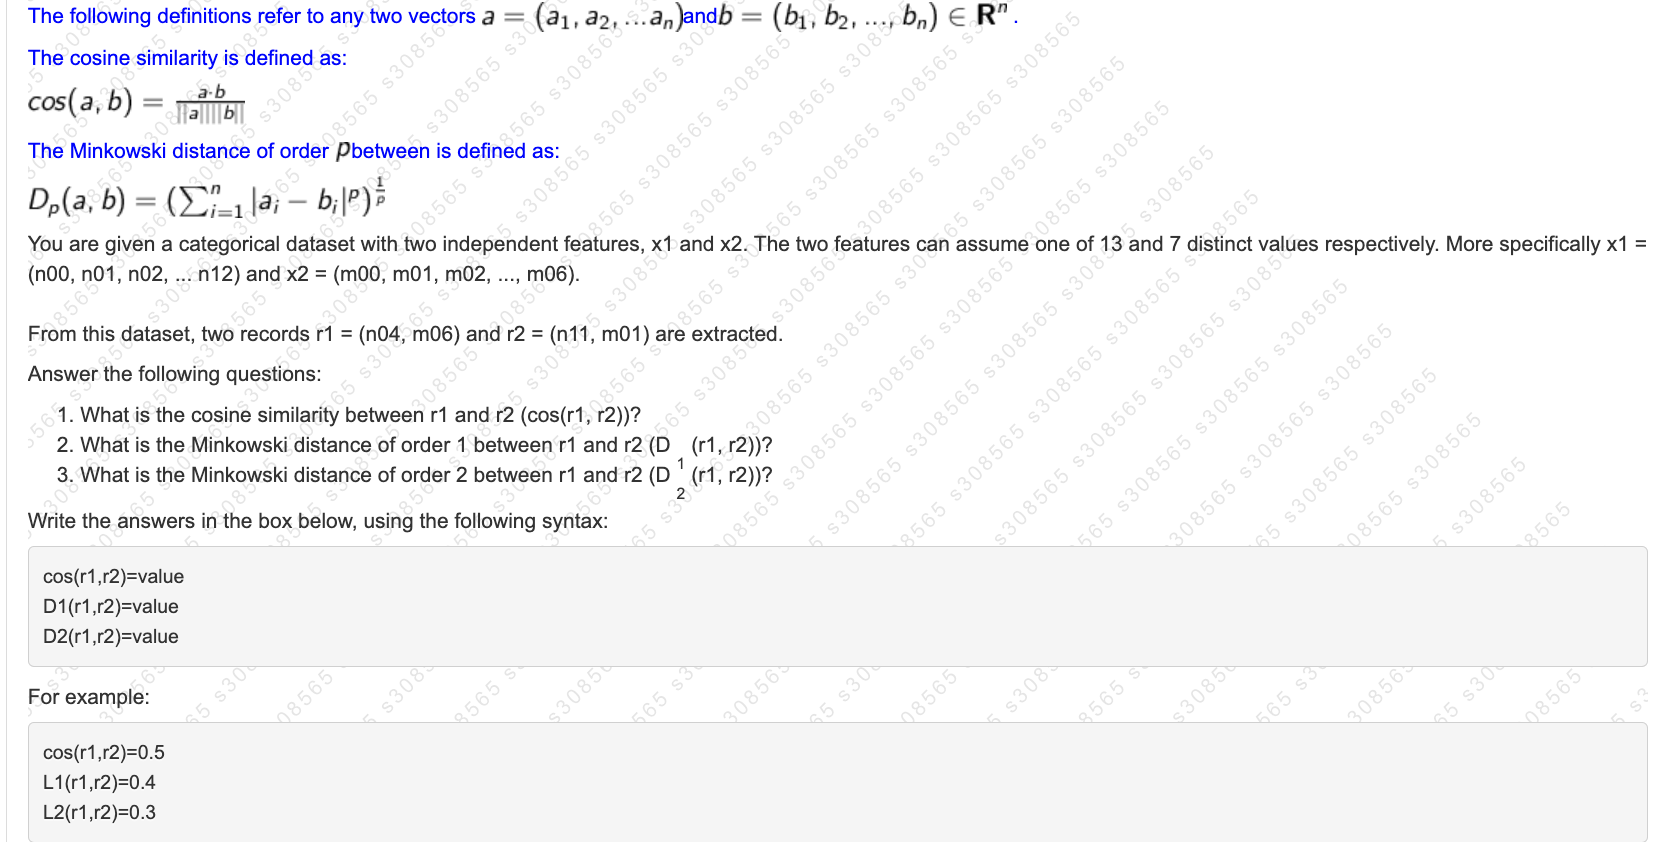 The following definitions refer to any two vectors a = (a₁, a₂, ...aₙ)andb = (b₁, b₂, ..., bₙ) ∈ Rⁿ .
The cosine similarity is defined as:
cos(a, b) = a·b / ||a||||b||
The Minkowski distance of order pbetween is defined as:
Dₚ(a, b) = (∑ⁿᵢ₌₁ |aᵢ − bᵢ|ᵖ)^(1/p)
You are given a categorical dataset with two independent features, x1 and x2. The two features can assume one of 13 and 7 distinct values respectively. More specifically x1 =
(n00, n01, n02, ... n12) and x2 = (m00, m01, m02, ..., m06).
From this dataset, two records r1 = (n04, m06) and r2 = (n11, m01) are extracted.
Answer the following questions:
1. What is the cosine similarity between r1 and r2 (cos(r1, r2))?
2. What is the Minkowski distance of order 1 between r1 and r2 (D₁(r1, r2))?
3. What is the Minkowski distance of order 2 between r1 and r2 (D₂(r1, r2))?
Write the answers in the box below, using the following syntax:
cos(r1,r2)=value
D1(r1,r2)=value
D2(r1,r2)=value
For example:
cos(r1,r2)=0.5
L1(r1,r2)=0.4
L2(r1,r2)=0.3
s308565